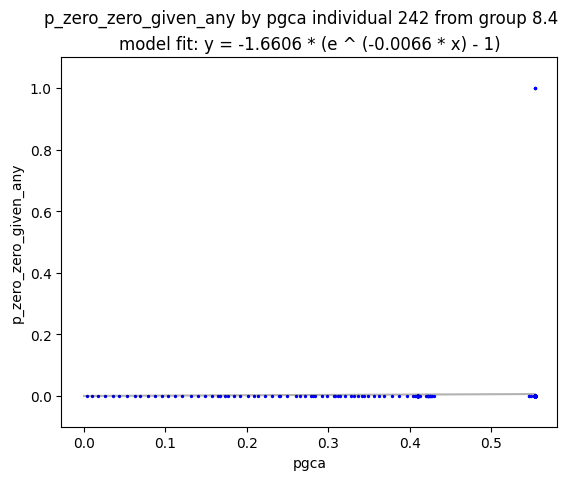 p_zero_zero_given_any by pgca individual 242 from group 8.4
model fit: y = -1.6606 * (e ^ (-0.0066 * x) - 1)
1.0
0.8
0.6
0.4
0.2
0.0
p_zero_zero_given_any
0.0 0.1 0.2 0.3 0.4 0.5
pgca